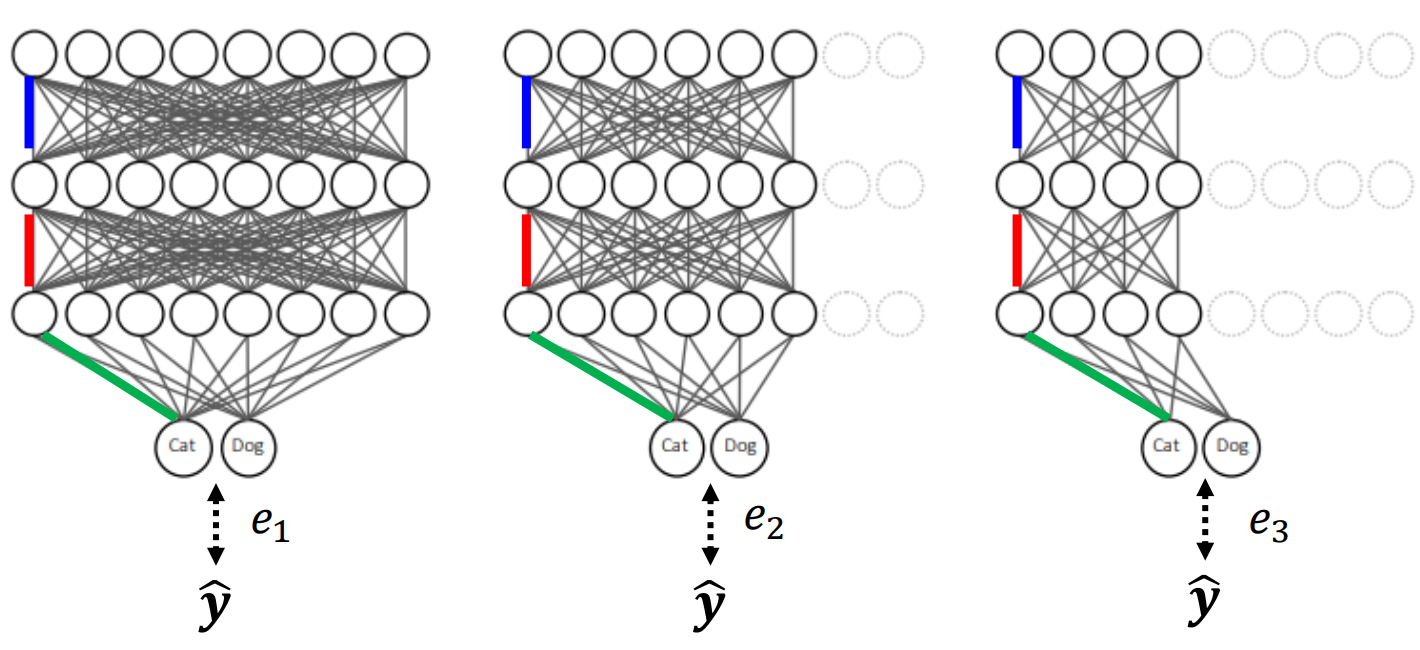 Cat Dog Cat Dog Cat Dog
e₁ e₂ e₃
ŷ ŷ ŷ